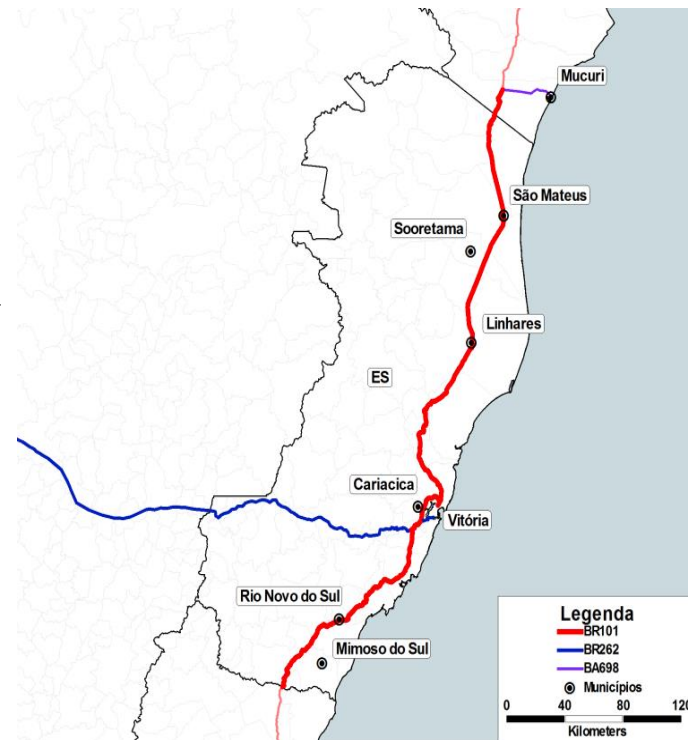 Mucuri
São Mateus
Sooretama
Linhares
ES
Cariacica
Vitória
Rio Novo do Sul
Mimoso do Sul
Legenda
BR101
BR262
BA698
Municípios
0 40 80 120
Kilometers